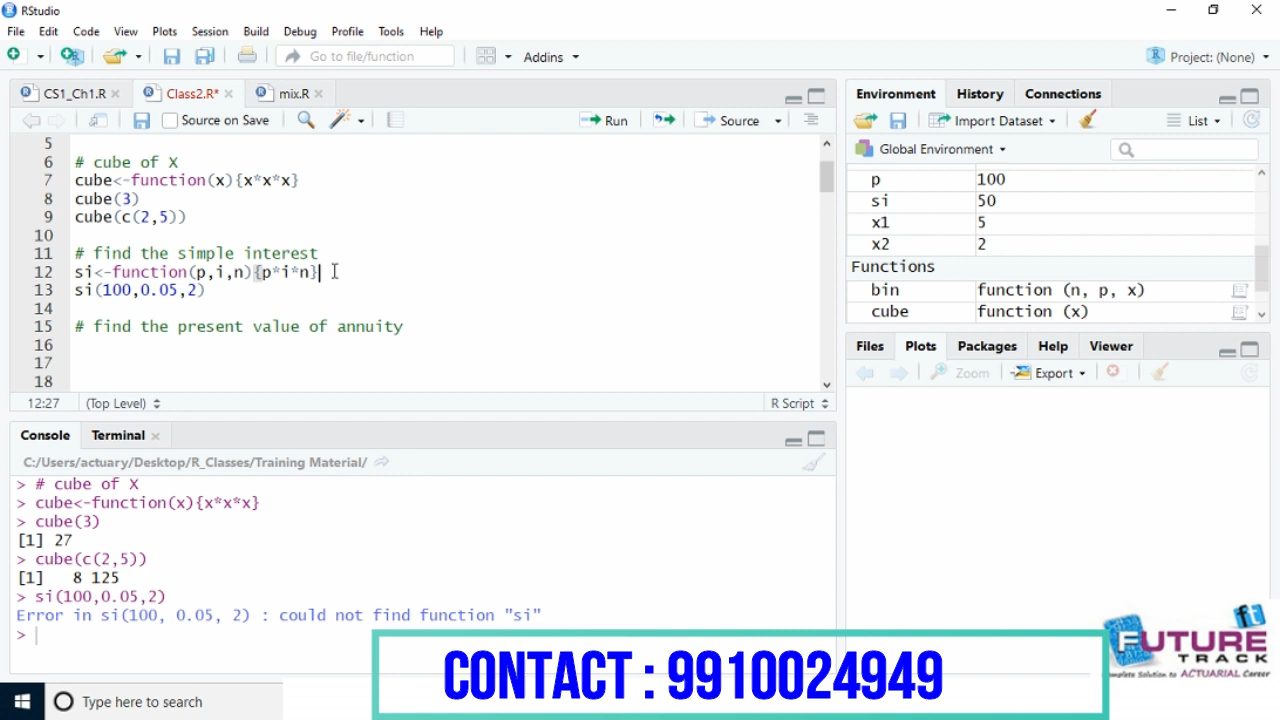 RStudio
File Edit View Plots Session Build Debug Profile Tools Help
Go to file/function Addins Project: (None)
CS1_Ch1.R Class2.R* mix.R
Source on Save Run Source
5
6 # cube of X
7 cube<-function(x){x*x*x}
8 cube(3)
9 cube(c(2,5))
10
11 # find the simple interest
12 si<-function(p,i,n){p*i*n}
13 si(100,0.05,2)
14
15 # find the present value of annuity
16
17
18
12:27 (Top Level) R Script
Console Terminal
C:/Users/actuary/Desktop/R_Classes/Training Material/
> # cube of X
> cube<-function(x){x*x*x}
> cube(3)
[1] 27
> cube(c(2,5))
[1] 8 125
> si(100,0.05,2)
Error in si(100, 0.05, 2) : could not find function "si"
>
Environment History Connections
Import Dataset List
Global Environment
p 100
si 50
x1 5
x2 2
Functions
bin function (n, p, x)
cube function (x)
Files Plots Packages Help Viewer
Zoom Export
CONTACT : 9910024949
ft
FUTURE
TRACK
Complete Solution to ACTUARIAL Career
Type here to search